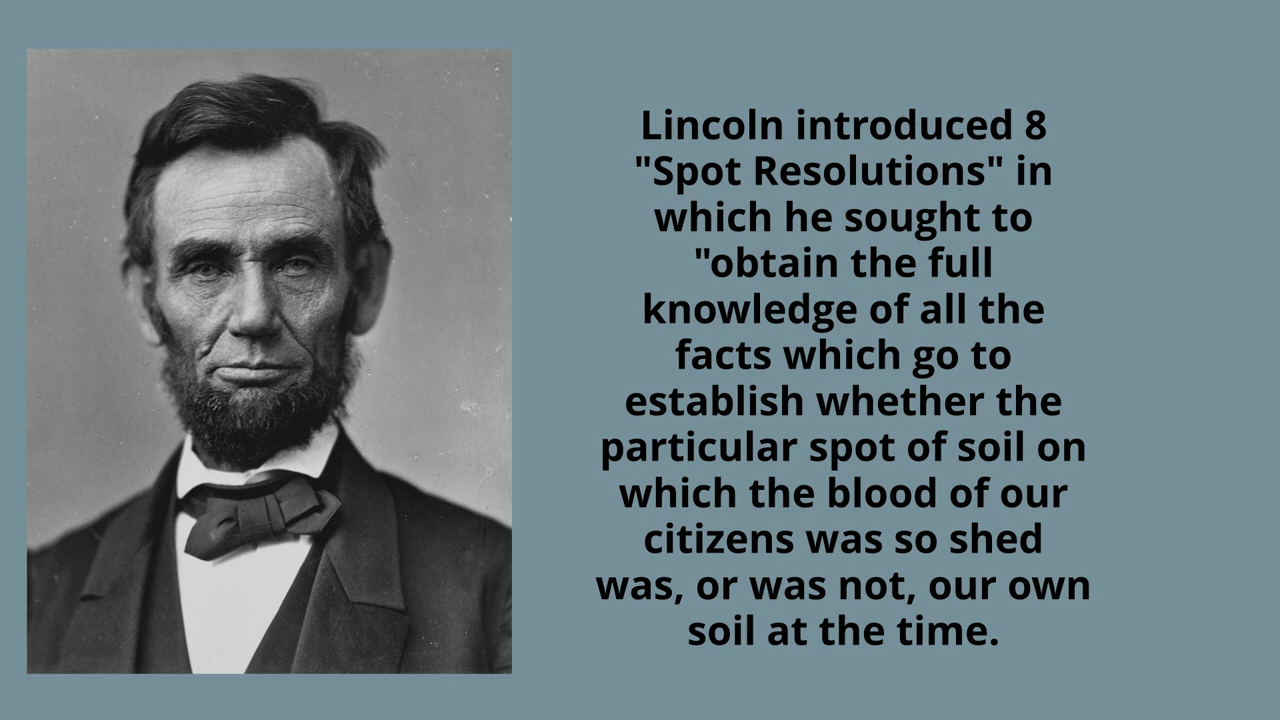 Lincoln introduced 8
"Spot Resolutions" in
which he sought to
"obtain the full
knowledge of all the
facts which go to
establish whether the
particular spot of soil on
which the blood of our
citizens was so shed
was, or was not, our own
soil at the time.